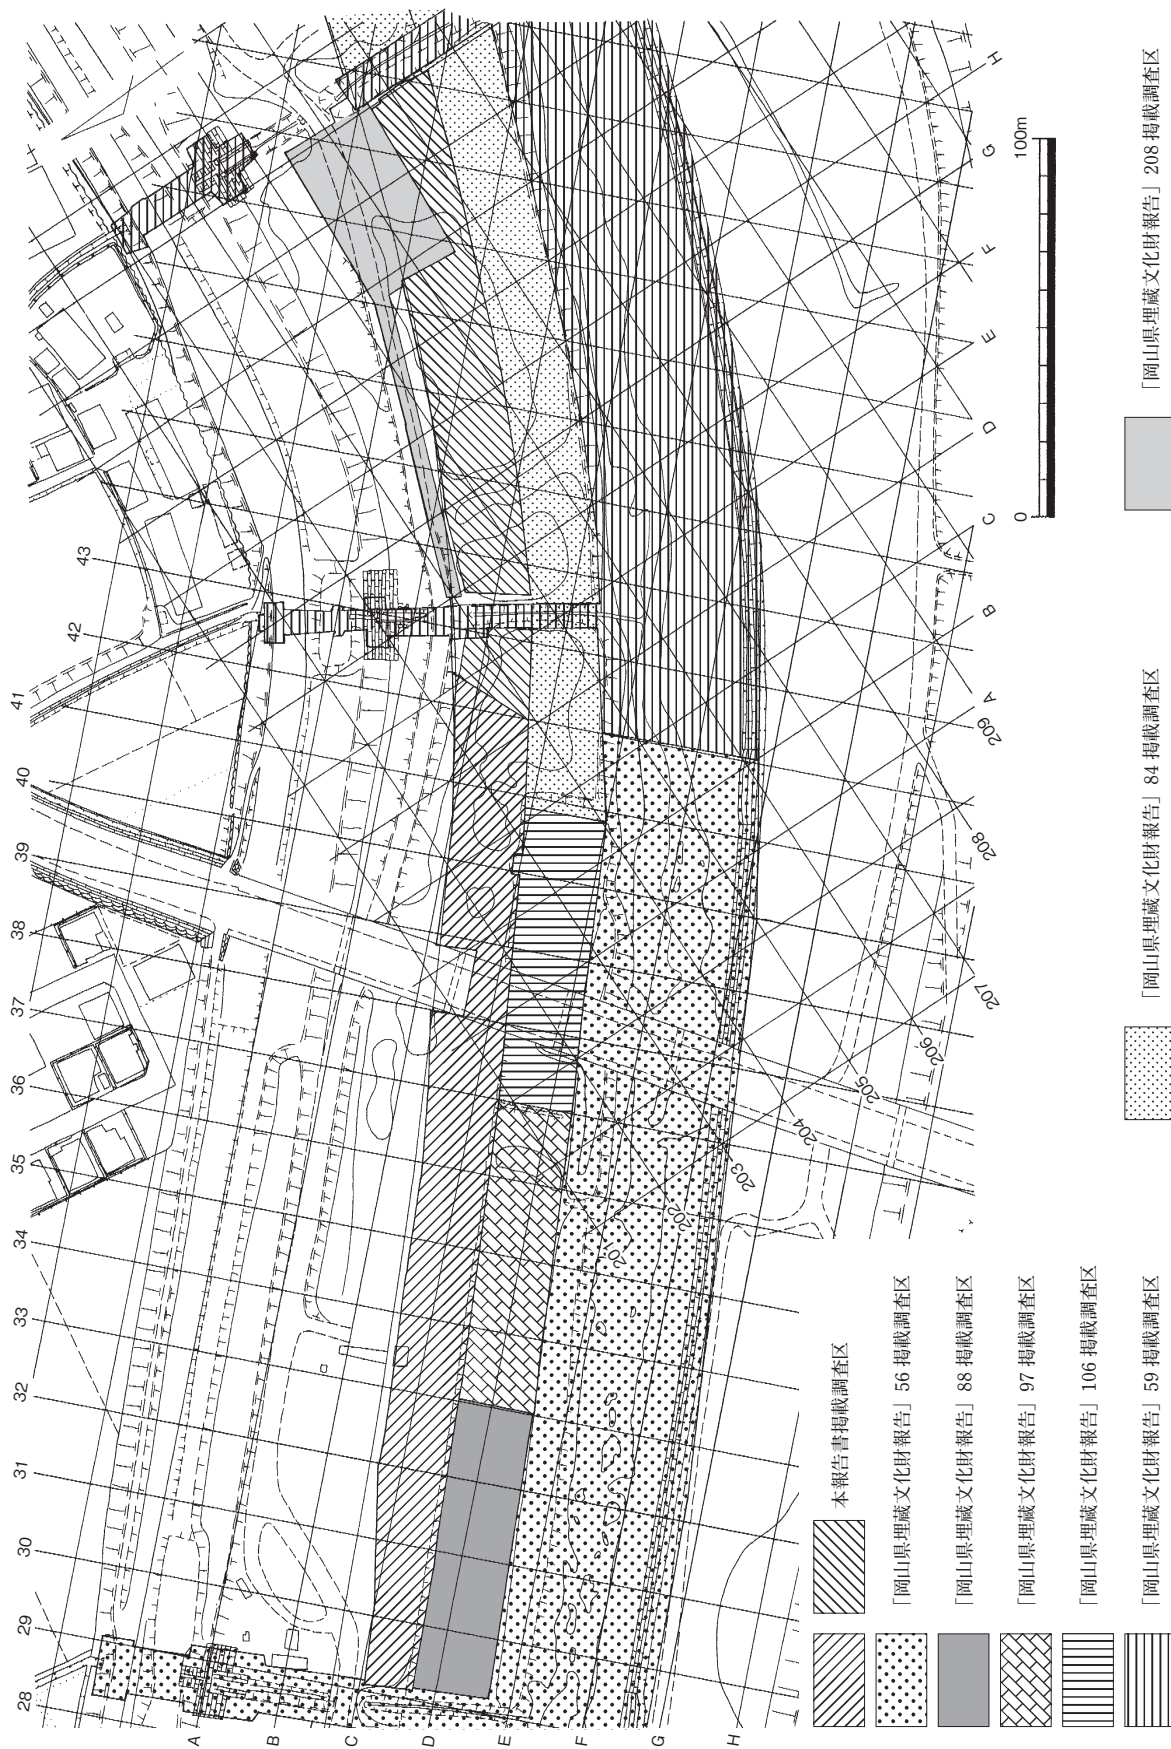 28
29
30
31
32
33
34
35
36
37
38
39
40
41
42
43
A
B
C
D
E
F
G
H
201
202
203
204
205
206
207
208
209
A
B
C
D
E
F
G
H
0
100m
本報告書掲載調査区
「岡山県埋蔵文化財報告」56 掲載調査区
「岡山県埋蔵文化財報告」88 掲載調査区
「岡山県埋蔵文化財報告」97 掲載調査区
「岡山県埋蔵文化財報告」106 掲載調査区
「岡山県埋蔵文化財報告」59 掲載調査区
「岡山県埋蔵文化財報告」84 掲載調査区
「岡山県埋蔵文化財報告」208 掲載調査区